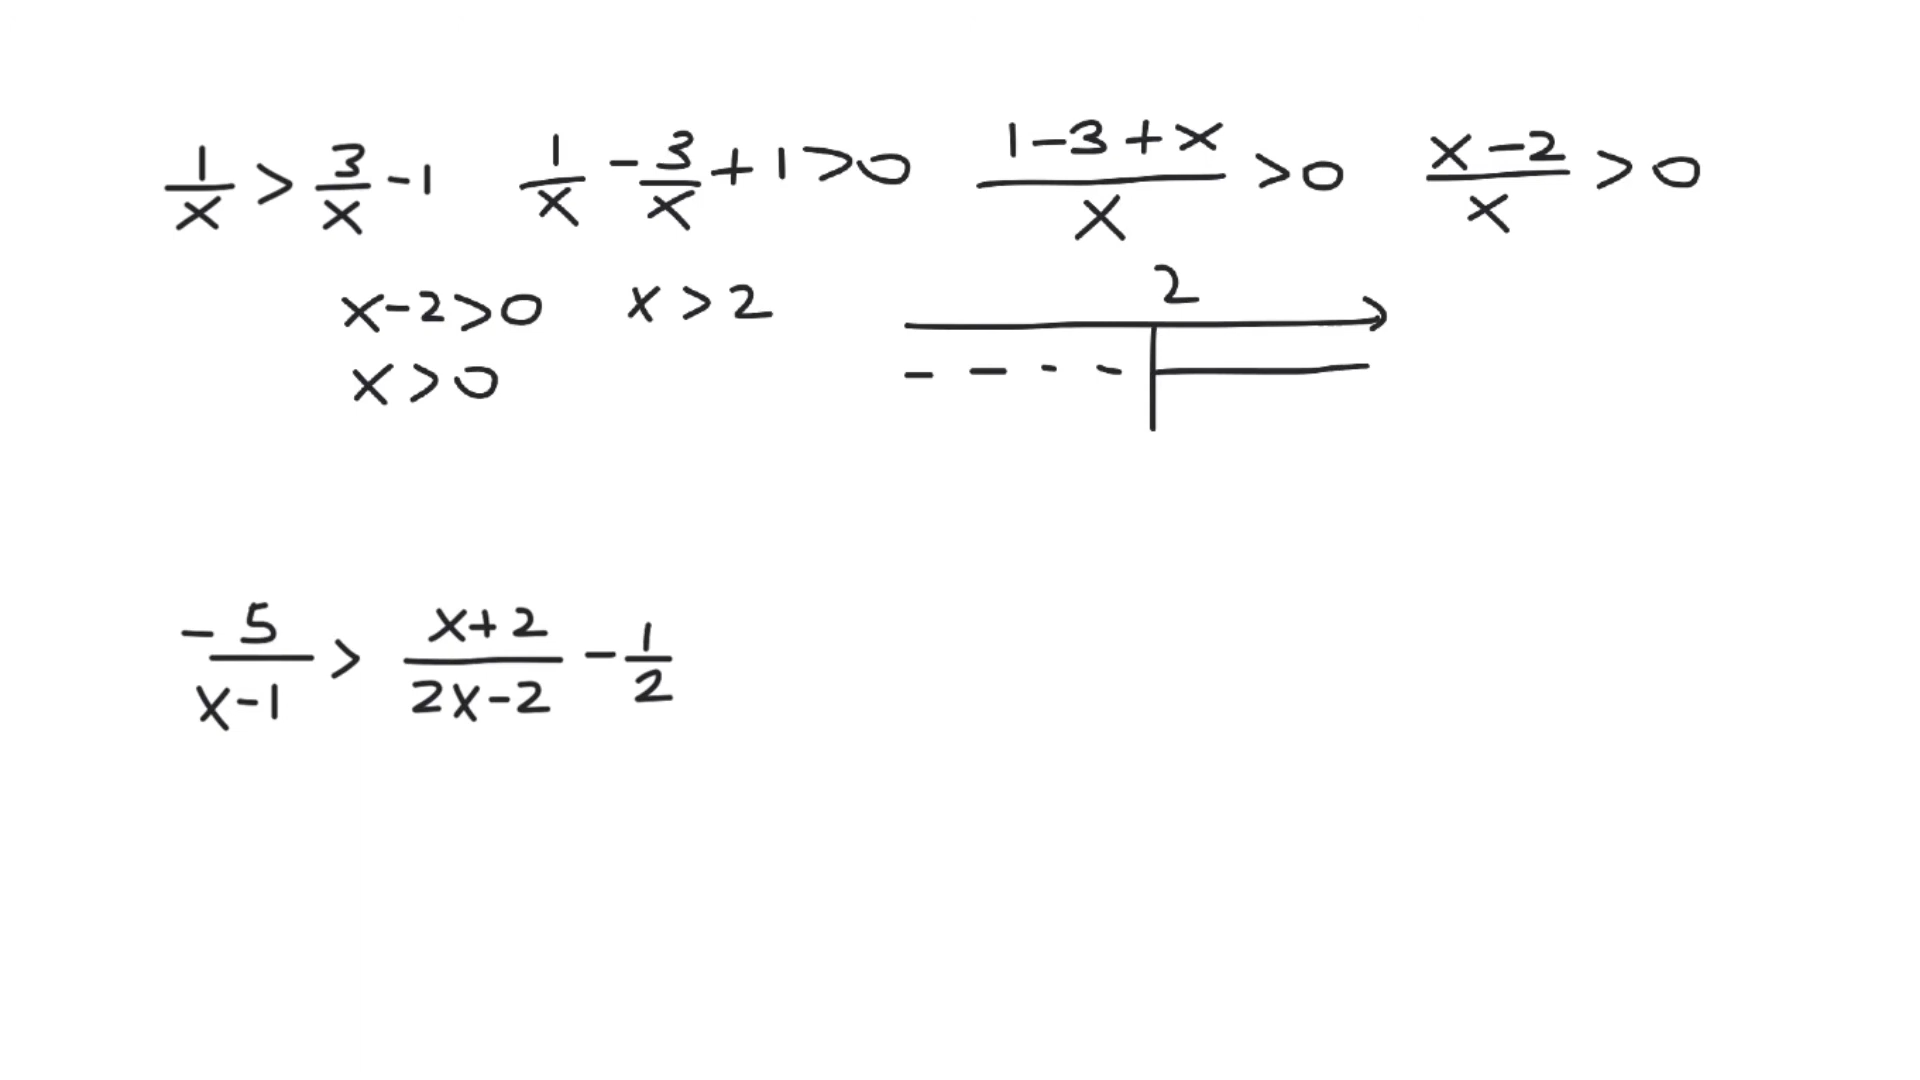 1/x > 3/x - 1   1/x - 3/x + 1 > 0   (1 - 3 + x)/x > 0   (x - 2)/x > 0
x - 2 > 0   x > 2   2
x > 0
- 5/(x - 1) > (x + 2)/(2x - 2) - 1/2